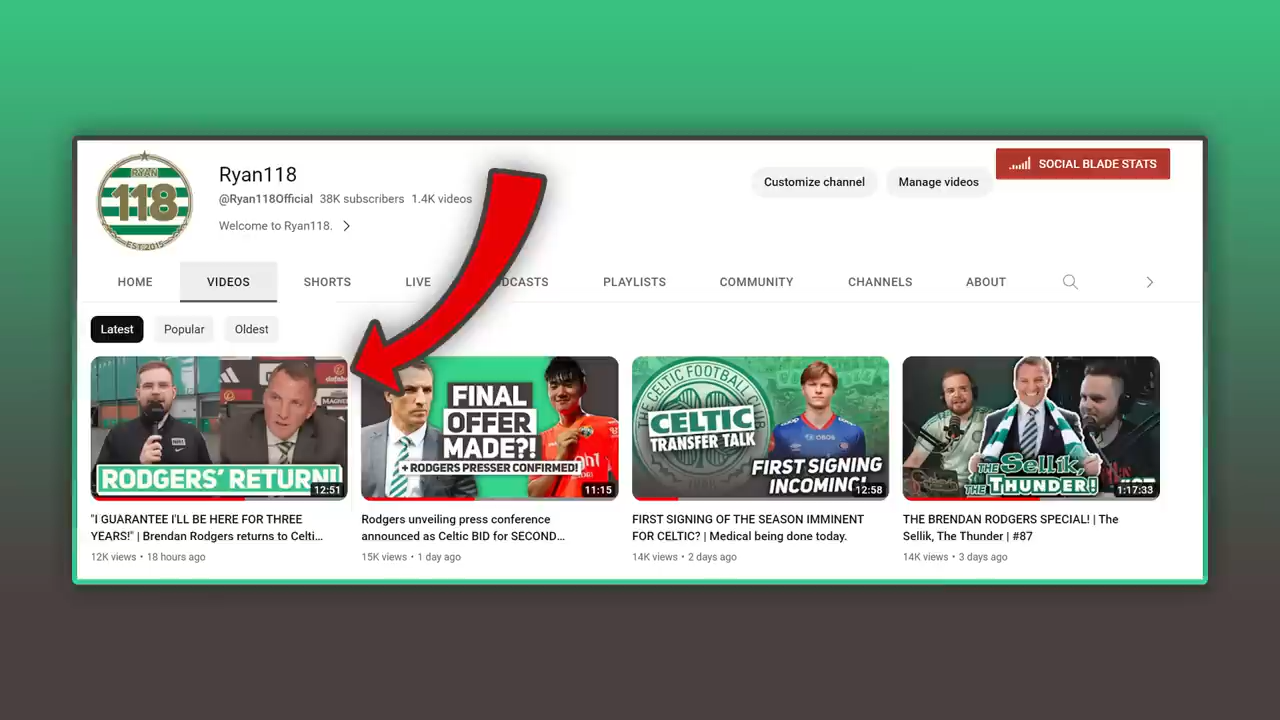 RYAN
118
EST.2015
Ryan118
@Ryan118Official 38K subscribers 1.4K videos
Welcome to Ryan118.
Customize channel
Manage videos
SOCIAL BLADE STATS
HOME
VIDEOS
SHORTS
LIVE
DCASTS
PLAYLISTS
COMMUNITY
CHANNELS
ABOUT
Latest
Popular
Oldest
RODGERS' RETURN!
12:51
FINAL
OFFER
MADE?!
+ RODGERS PRESSER CONFIRMED!
11:15
THE CELTIC FOOTBALL CLUB
CELTIC
TRANSFER TALK
FIRST SIGNING
INCOMING!
12:58
THE Sellik,
THE THUNDER!
1:17:33
"I GUARANTEE I'LL BE HERE FOR THREE
YEARS!" | Brendan Rodgers returns to Celti...
12K views • 18 hours ago
Rodgers unveiling press conference
announced as Celtic BID for SECOND...
15K views • 1 day ago
FIRST SIGNING OF THE SEASON IMMINENT
FOR CELTIC? | Medical being done today.
14K views • 2 days ago
THE BRENDAN RODGERS SPECIAL! | The
Sellik, The Thunder | #87
14K views • 3 days ago